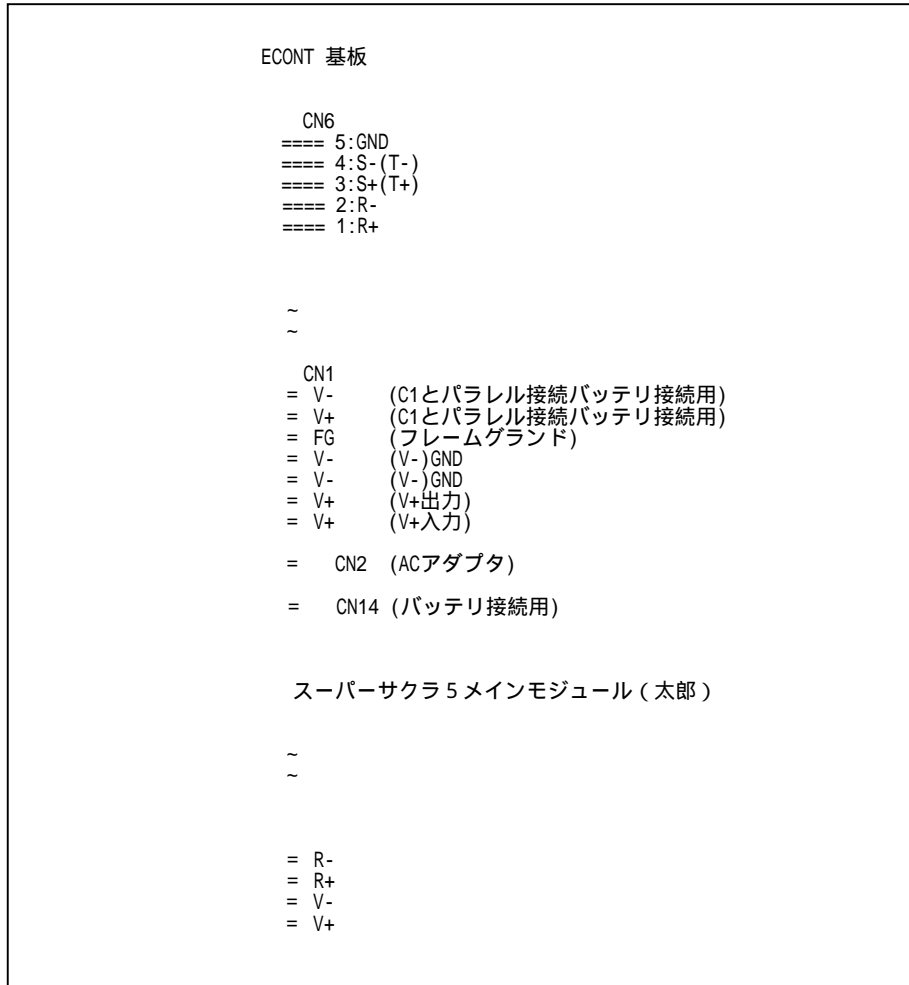 ECONT 基板
CN6
==== 5:GND
==== 4:S-(T-)
==== 3:S+(T+)
==== 2:R-
==== 1:R+
~
~
CN1
= V- (C1とパラレル接続バッテリ接続用)
= V+ (C1とパラレル接続バッテリ接続用)
= FG (フレームグランド)
= V- (V-)GND
= V- (V-)GND
= V+ (V+出力)
= V+ (V+入力)
= CN2 (ACアダプタ)
= CN14 (バッテリ接続用)
スーパーサクラ5メインモジュール(太郎)
~
~
= R-
= R+
= V-
= V+